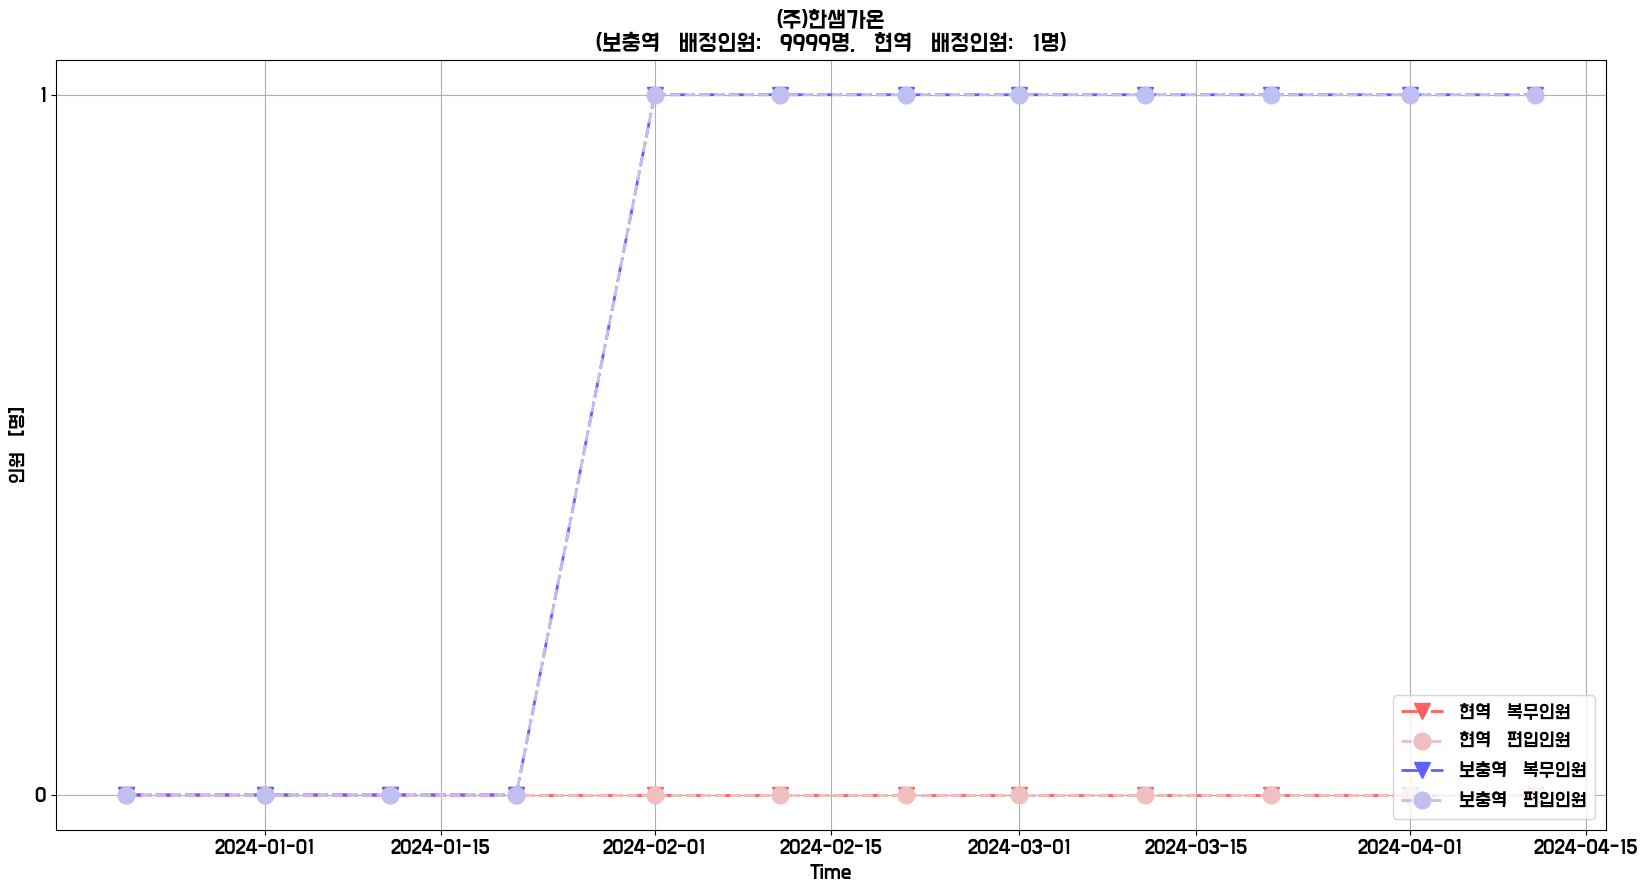 (주)한샘가온
(보충역 배정인원: 9999명, 현역 배정인원: 1명)
인원 [명]
1
0
현역 복무인원
현역 편입인원
보충역 복무인원
보충역 편입인원
2024-01-01 2024-01-15 2024-02-01 2024-02-15 2024-03-01 2024-03-15 2024-04-01 2024-04-15
Time